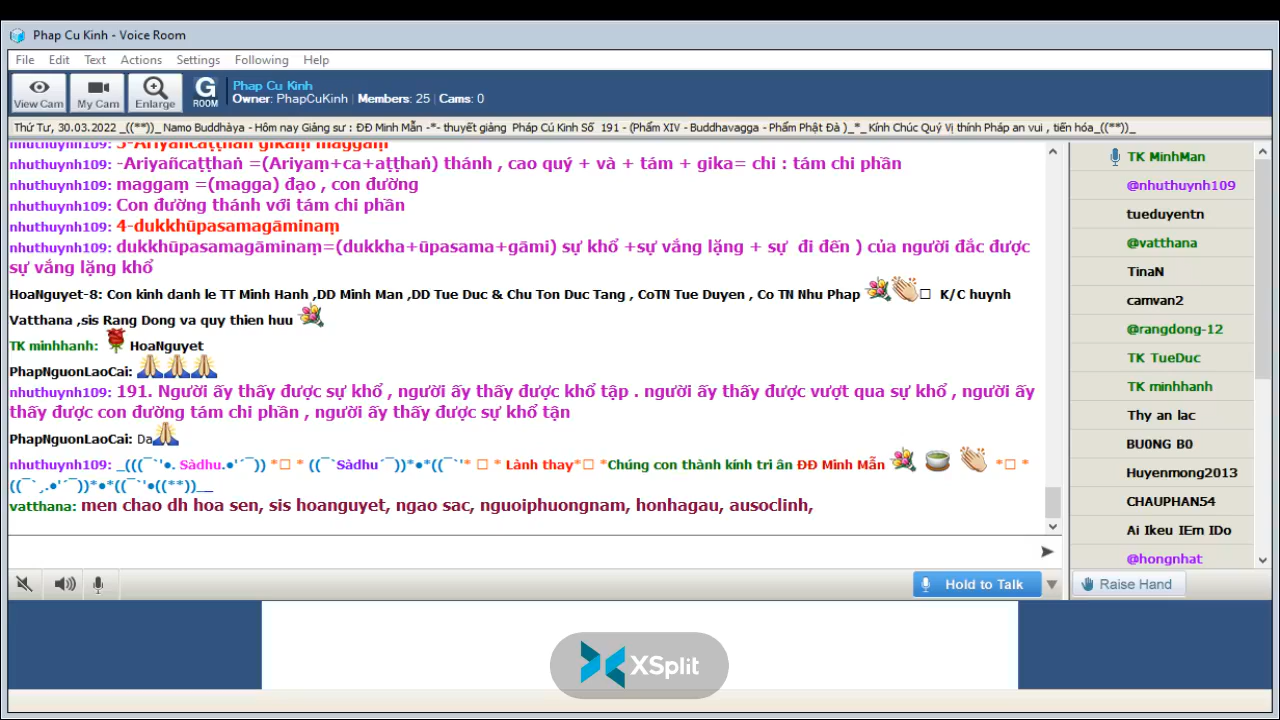 Phap Cu Kinh - Voice Room
File Edit Text Actions Settings Following Help
View Cam My Cam Enlarge G ROOM
Phap Cu Kinh
Owner: PhapCuKinh | Members: 25 | Cams: 0
Thứ Tư, 30.03.2022 _((**))_ Namo Buddhàya - Hôm nay Giảng sư : ĐĐ Minh Mẫn -*- thuyết giảng Pháp Cú Kinh Số 191 - (Phẩm XIV - Buddhavagga - Phẩm Phật Đà )_*_ Kính Chúc Quý Vị thính Pháp an vui , tiến hóa_((**))_
nhuthuynh109: 3-Ariyañcaṭṭhaṅ gikaṃ maggaṃ
nhuthuynh109: -Ariyañcaṭṭhaṅ =(Ariyaṃ+ca+aṭṭhaṅ) thánh , cao quý + và + tám + gika= chi : tám chi phần
nhuthuynh109: maggaṃ =(magga) đạo , con đường
nhuthuynh109: Con đường thánh với tám chi phần
nhuthuynh109: 4-dukkhūpasamagāminaṃ
nhuthuynh109: dukkhūpasamagāminaṃ=(dukkha+ūpasama+gāmi) sự khổ +sự vắng lặng + sự đi đến ) của người đắc được
sự vắng lặng khổ
HoaNguyet-8: Con kinh danh le TT Minh Hanh ,DD Minh Man ,DD Tue Duc & Chu Ton Duc Tang , CoTN Tue Duyen , Co TN Nhu Phap 💐👏□ K/C huynh
Vatthana ,sis Rang Dong va quy thien huu 💐
TK minhhanh: 🌹 HoaNguyet
PhapNguonLaoCai: 🙏🙏🙏
nhuthuynh109: 191. Người ấy thấy được sự khổ , người ấy thấy được khổ tập . người ấy thấy được vượt qua sự khổ , người ấy
thấy được con đường tám chi phần , người ấy thấy được sự khổ tận
PhapNguonLaoCai: Da🙏
nhuthuynh109: _(((¯`'•. Sàdhu.•'´¯)) *□ * ((¯`Sàdhu´¯))*•*((¯`'* □ * Lành thay*□ *Chúng con thành kính tri ân ĐĐ Minh Mẫn 💐 🍵 👏 *□ *
((¯`¸.•'´¯))*•*((¯`'•((**))__
vatthana: men chao dh hoa sen, sis hoanguyet, ngao sac, nguoiphuongnam, honhagau, ausoclinh,
Hold to Talk
TK MinhMan
@nhuthuynh109
tueduyentn
@vatthana
TinaN
camvan2
@rangdong-12
TK TueDuc
TK minhhanh
Thy an lac
BU0NG B0
Huyenmong2013
CHAUPHAN54
Ai Ikeu IEm IDo
@hongnhat
Raise Hand
XSplit